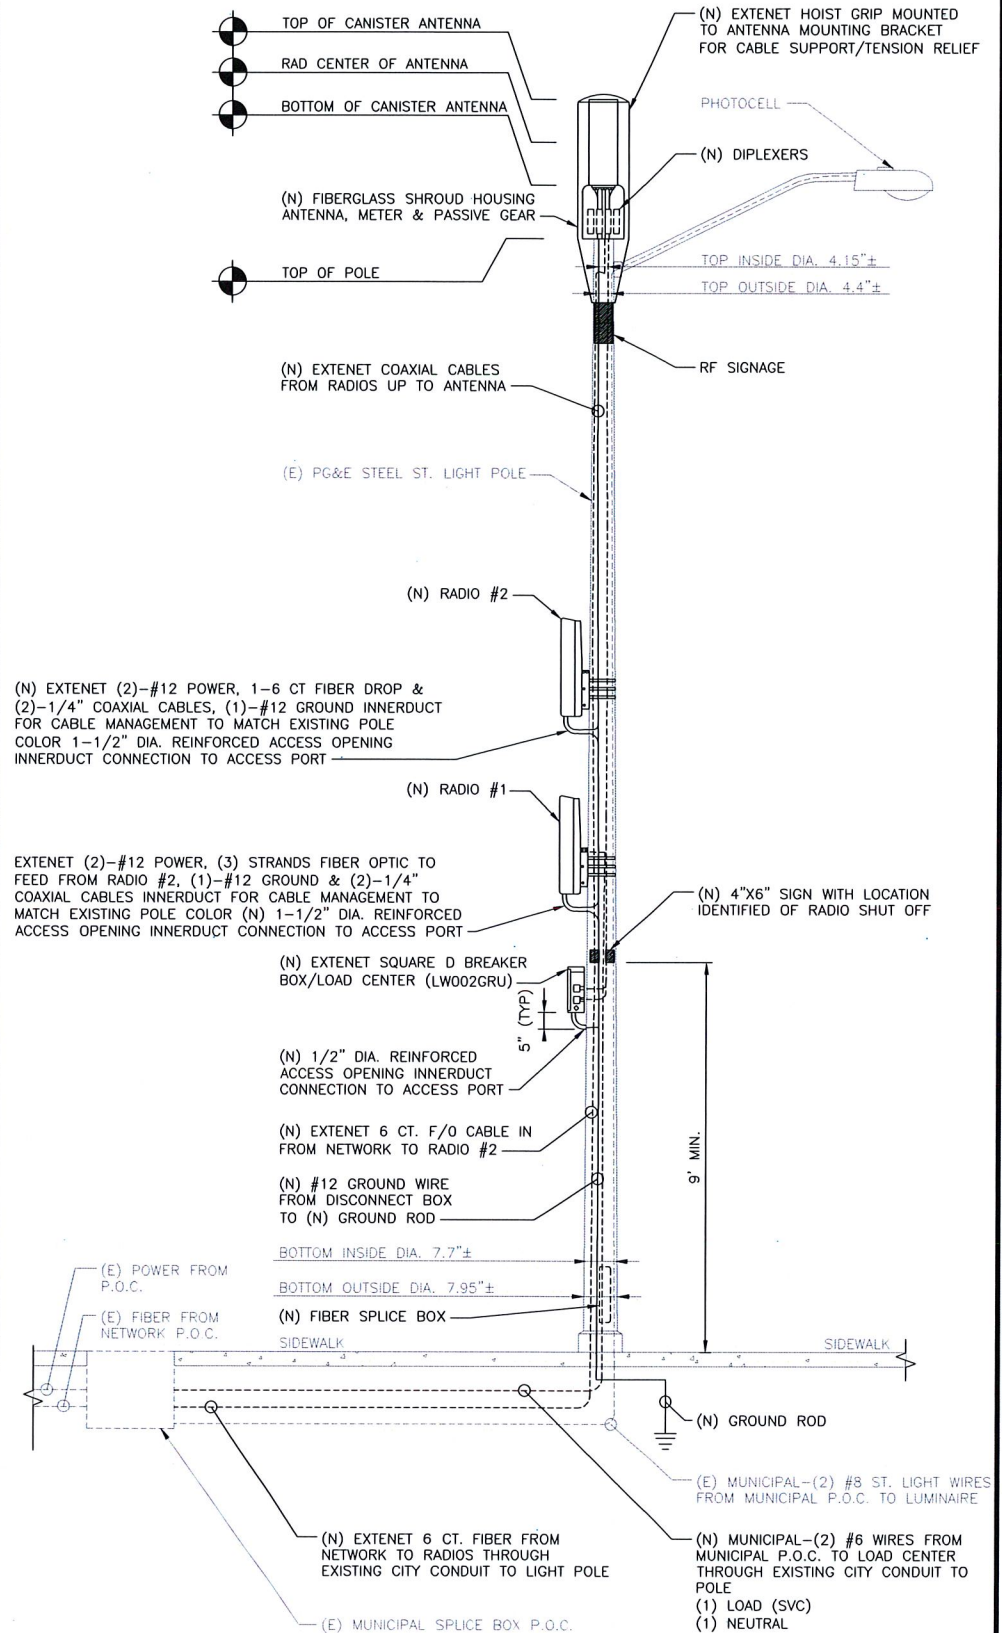 TOP OF CANISTER ANTENNA
RAD CENTER OF ANTENNA
BOTTOM OF CANISTER ANTENNA
(N) EXTENET HOIST GRIP MOUNTED
TO ANTENNA MOUNTING BRACKET
FOR CABLE SUPPORT/TENSION RELIEF
PHOTOCELL
(N) DIPLEXERS
(N) FIBERGLASS SHROUD HOUSING
ANTENNA, METER & PASSIVE GEAR
TOP OF POLE
TOP INSIDE DIA. 4.15"±
TOP OUTSIDE DIA. 4.4"±
RF SIGNAGE
(N) EXTENET COAXIAL CABLES
FROM RADIOS UP TO ANTENNA
(E) PG&E STEEL ST. LIGHT POLE
(N) RADIO #2
(N) EXTENET (2)-#12 POWER, 1-6 CT FIBER DROP &
(2)-1/4" COAXIAL CABLES, (1)-#12 GROUND INNERDUCT
FOR CABLE MANAGEMENT TO MATCH EXISTING POLE
COLOR 1-1/2" DIA. REINFORCED ACCESS OPENING
INNERDUCT CONNECTION TO ACCESS PORT
(N) RADIO #1
EXTENET (2)-#12 POWER, (3) STRANDS FIBER OPTIC TO
FEED FROM RADIO #2, (1)-#12 GROUND & (2)-1/4"
COAXIAL CABLES INNERDUCT FOR CABLE MANAGEMENT TO
MATCH EXISTING POLE COLOR (N) 1-1/2" DIA. REINFORCED
ACCESS OPENING INNERDUCT CONNECTION TO ACCESS PORT
(N) 4"X6" SIGN WITH LOCATION
IDENTIFIED OF RADIO SHUT OFF
(N) EXTENET SQUARE D BREAKER
BOX/LOAD CENTER (LW002GRU)
5" (TYP)
(N) 1/2" DIA. REINFORCED
ACCESS OPENING INNERDUCT
CONNECTION TO ACCESS PORT
(N) EXTENET 6 CT. F/O CABLE IN
FROM NETWORK TO RADIO #2
9' MIN.
(N) #12 GROUND WIRE
FROM DISCONNECT BOX
TO (N) GROUND ROD
BOTTOM INSIDE DIA. 7.7"±
BOTTOM OUTSIDE DIA. 7.95"±
(E) POWER FROM
P.O.C.
(E) FIBER FROM
NETWORK P.O.C.
(N) FIBER SPLICE BOX
SIDEWALK
SIDEWALK
(N) GROUND ROD
(E) MUNICIPAL-(2) #8 ST. LIGHT WIRES
FROM MUNICIPAL P.O.C. TO LUMINAIRE
(N) EXTENET 6 CT. FIBER FROM
NETWORK TO RADIOS THROUGH
EXISTING CITY CONDUIT TO LIGHT POLE
(N) MUNICIPAL-(2) #6 WIRES FROM
MUNICIPAL P.O.C. TO LOAD CENTER
THROUGH EXISTING CITY CONDUIT TO
POLE
(1) LOAD (SVC)
(1) NEUTRAL
(E) MUNICIPAL SPLICE BOX P.O.C.